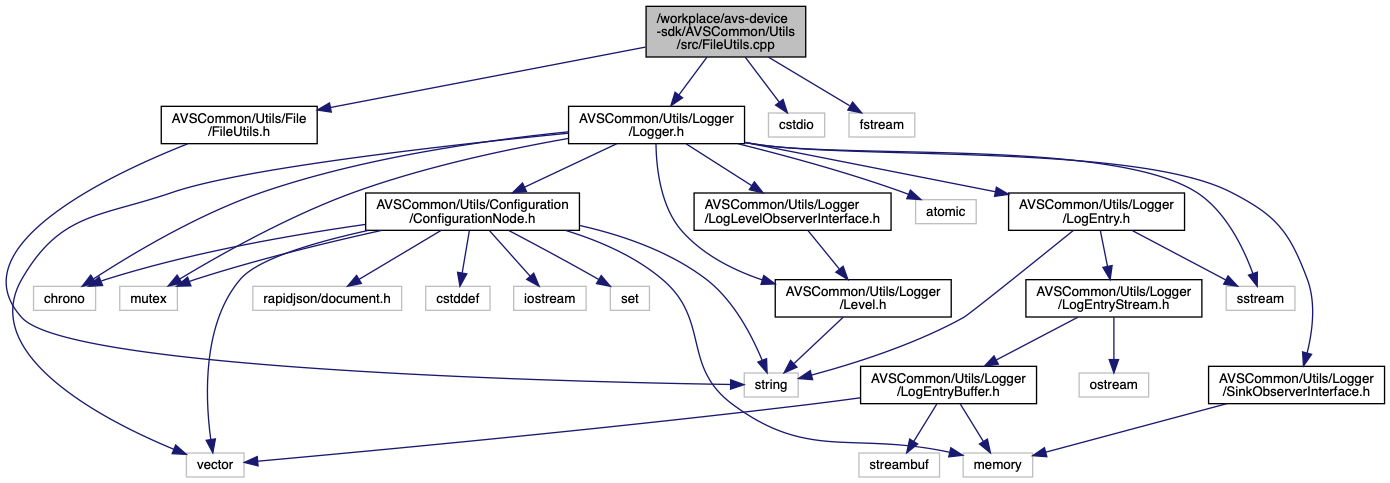 /workplace/avs-device
-sdk/AVSCommon/Utils
/src/FileUtils.cpp
AVSCommon/Utils/File
/FileUtils.h
AVSCommon/Utils/Logger
/Logger.h
cstdio
fstream
AVSCommon/Utils/Configuration
/ConfigurationNode.h
AVSCommon/Utils/Logger
/LogLevelObserverInterface.h
atomic
AVSCommon/Utils/Logger
/LogEntry.h
chrono
mutex
rapidjson/document.h
cstddef
iostream
set
AVSCommon/Utils/Logger
/Level.h
AVSCommon/Utils/Logger
/LogEntryStream.h
sstream
string
AVSCommon/Utils/Logger
/LogEntryBuffer.h
ostream
AVSCommon/Utils/Logger
/SinkObserverInterface.h
vector
streambuf
memory